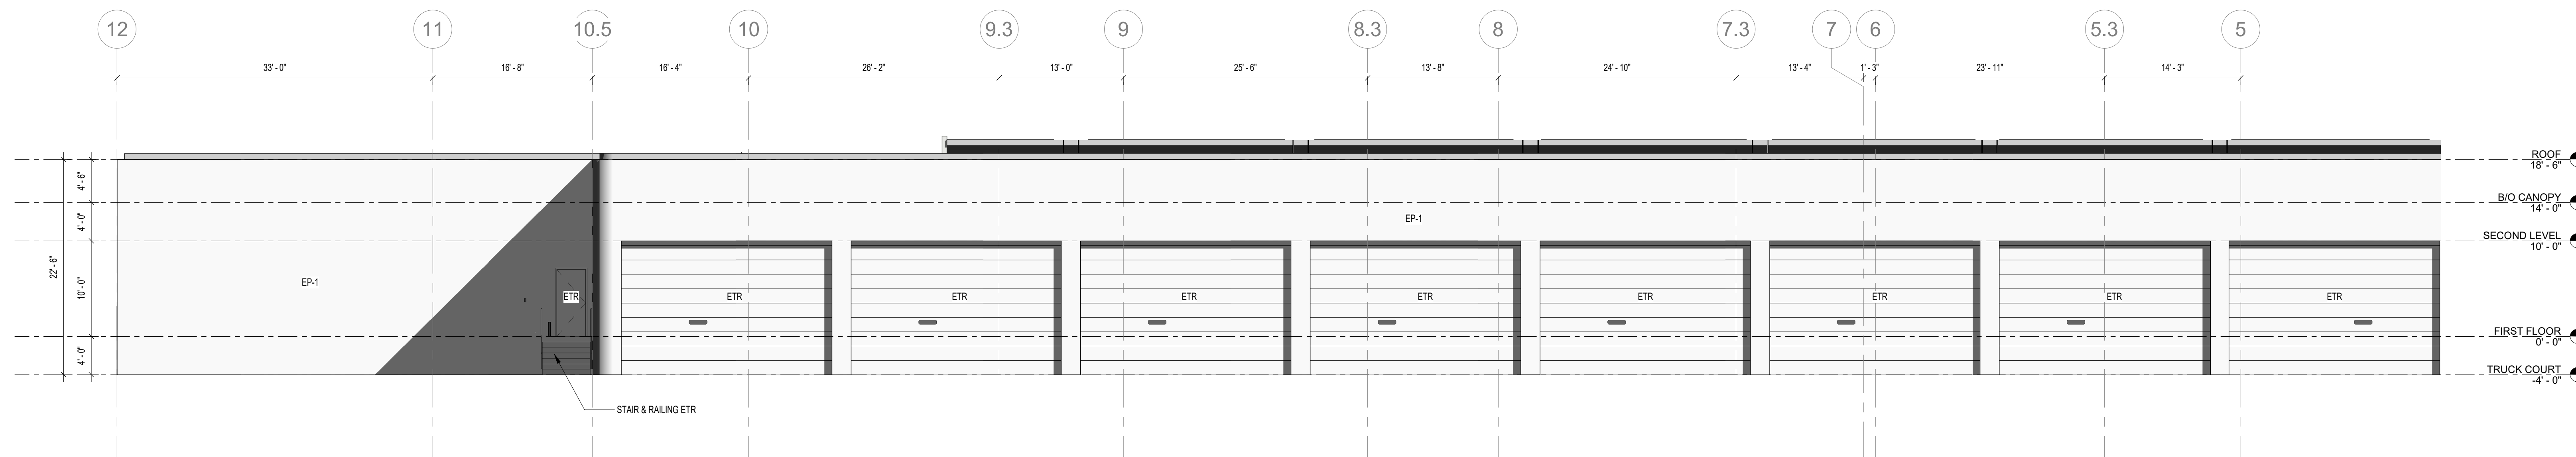 12 11 10.5 10 9.3 9 8.3 8 7.3 7 6 5.3 5
33' - 0" 16' - 8" 16' - 4" 26' - 2" 13' - 0" 25' - 6" 13' - 8" 24' - 10" 13' - 4" 1' - 3" 23' - 11" 14' - 3"
ROOF
18' - 6"
4' - 6"
B/O CANOPY
14' - 0"
4' - 0"
EP-1
SECOND LEVEL
10' - 0"
22' - 6"
10' - 0"
EP-1
ETR ETR ETR ETR ETR ETR ETR ETR ETR
FIRST FLOOR
0' - 0"
4' - 0"
TRUCK COURT
-4' - 0"
STAIR & RAILING ETR